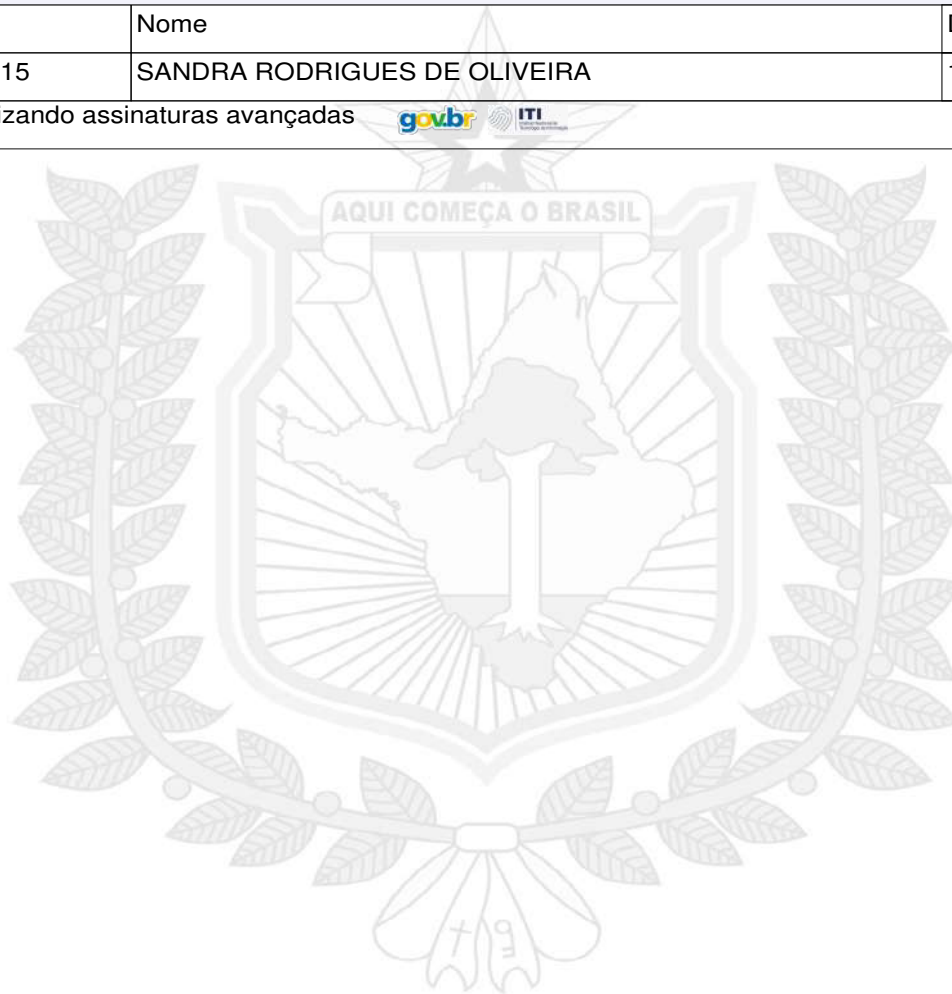 Nome
15 SANDRA RODRIGUES DE OLIVEIRA
izando assinaturas avançadas gov.br ITI
AQUI COMEÇA O BRASIL